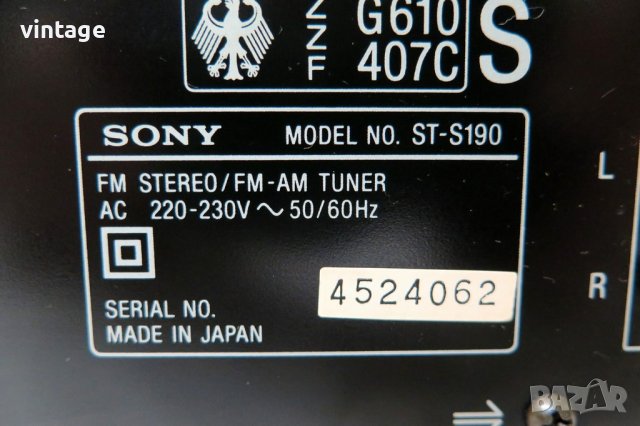 vintage
ZZF
G610
407C
S
SONY MODEL NO. ST-S190
FM STEREO/FM-AM TUNER
AC 220-230V ~ 50/60Hz
SERIAL NO. 4524062
MADE IN JAPAN
L
R
BAZAR